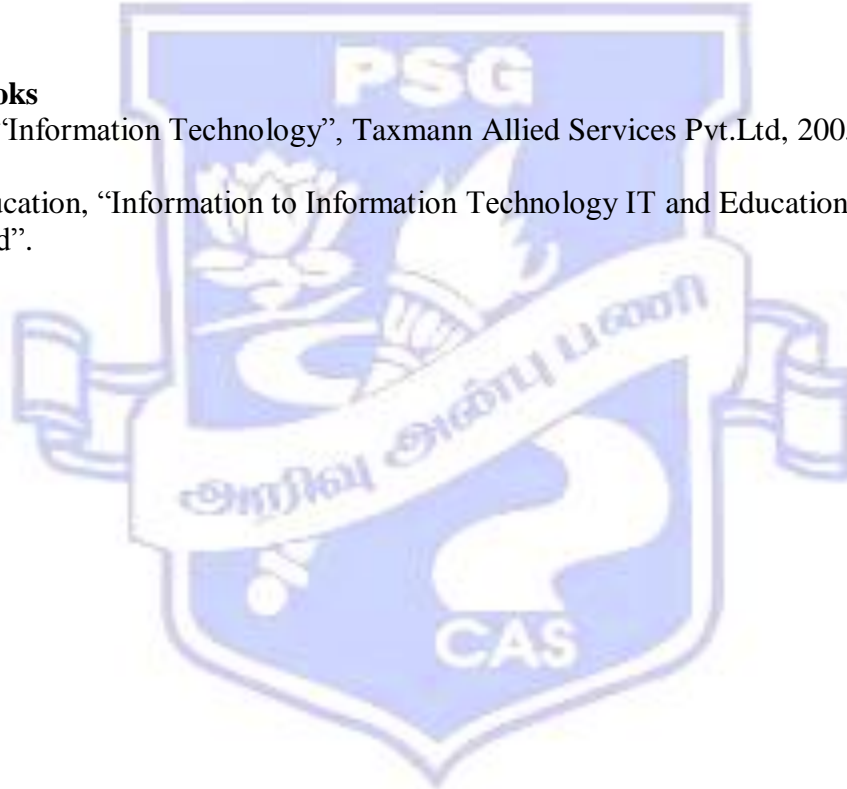 PSG
oks
“Information Technology”, Taxmann Allied Services Pvt.Ltd, 200
ucation, “Information to Information Technology IT and Education
d”.
அறிவு அன்பு பணி
CAS